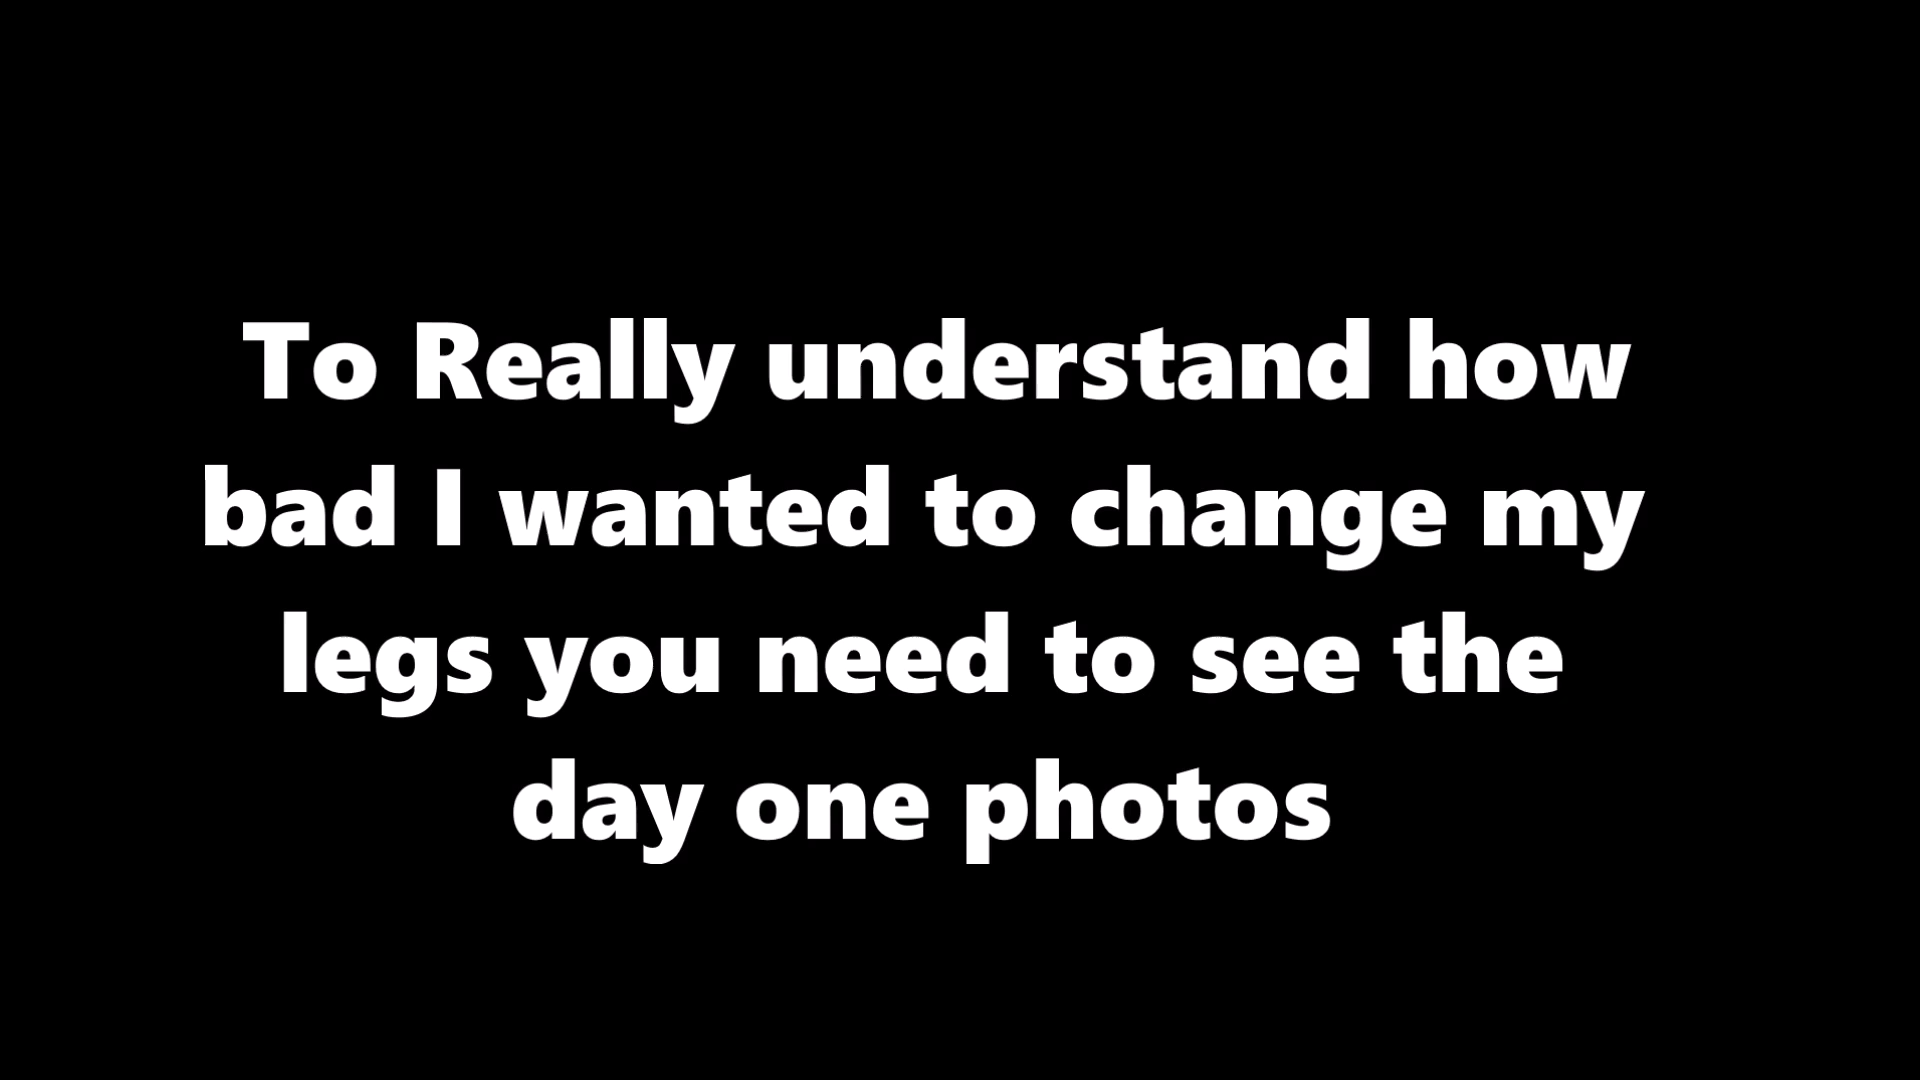 To Really understand how
bad I wanted to change my
legs you need to see the
day one photos